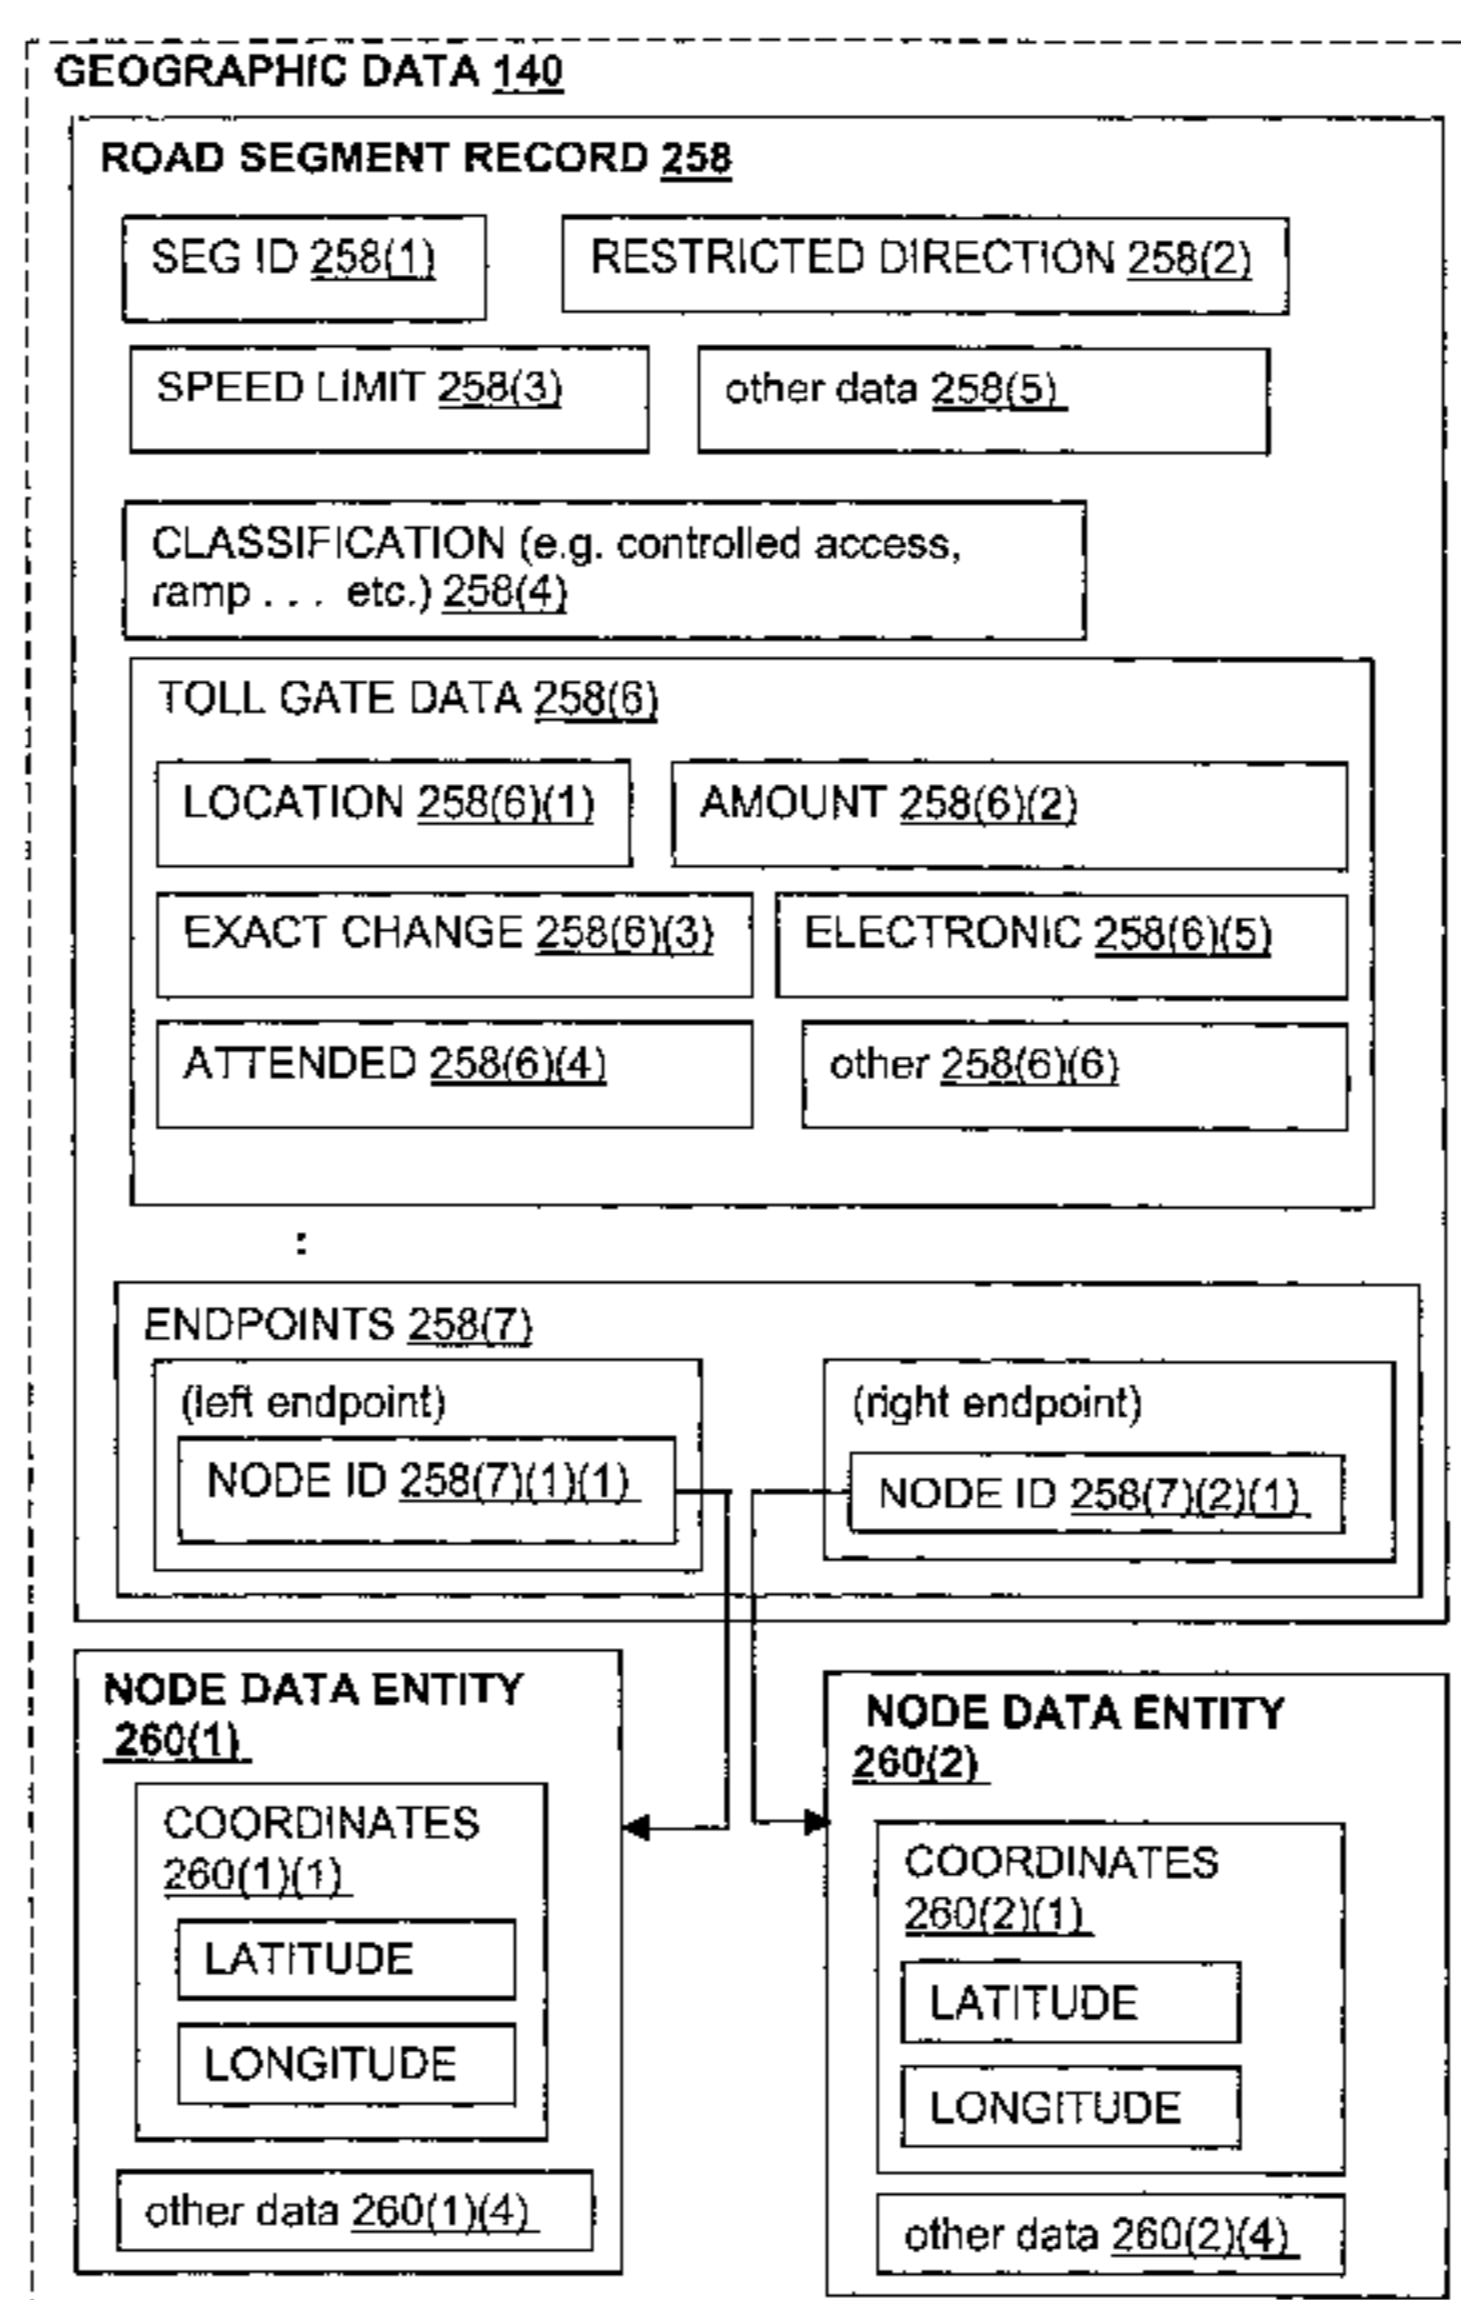 GEOGRAPHIC DATA 140
ROAD SEGMENT RECORD 258
SEG ID 258(1)
RESTRICTED DIRECTION 258(2)
SPEED LIMIT 258(3)
other data 258(5)
CLASSIFICATION (e.g. controlled access,
ramp . . . etc.) 258(4)
TOLL GATE DATA 258(6)
LOCATION 258(6)(1)
AMOUNT 258(6)(2)
EXACT CHANGE 258(6)(3)
ELECTRONIC 258(6)(5)
ATTENDED 258(6)(4)
other 258(6)(6)
:
ENDPOINTS 258(7)
(left endpoint)
NODE ID 258(7)(1)(1)
(right endpoint)
NODE ID 258(7)(2)(1)
NODE DATA ENTITY
260(1)
COORDINATES
260(1)(1)
LATITUDE
LONGITUDE
other data 260(1)(4)
NODE DATA ENTITY
260(2)
COORDINATES
260(2)(1)
LATITUDE
LONGITUDE
other data 260(2)(4)